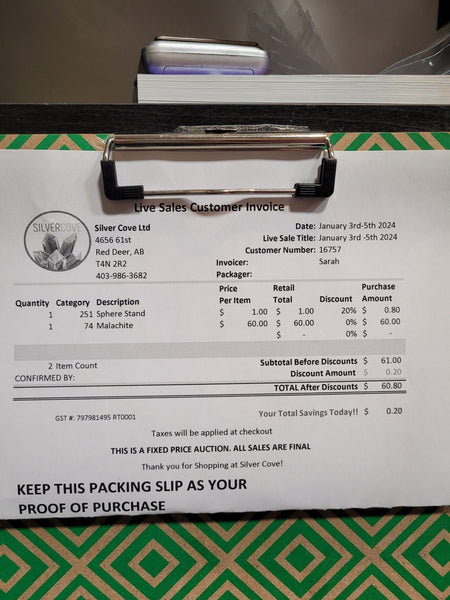 Live Sales Customer Invoice
SILVERCOVE
Silver Cove Ltd
4656 61st
Red Deer, AB
T4N 2R2
403-986-3682
Date: January 3rd-5th 2024
Live Sale Title: January 3rd -5th 2024
Customer Number: 16757
Invoicer: Sarah
Packager:
Quantity Category Description Price Per Item Retail Total Discount Purchase Amount
1 251 Sphere Stand $ 1.00 $ 1.00 20% $ 0.80
1 74 Malachite $ 60.00 $ 60.00 0% $ 60.00
$ - 0% $ -
2 Item Count Subtotal Before Discounts $ 61.00
CONFIRMED BY: Discount Amount $ 0.20
TOTAL After Discounts $ 60.80
GST #: 797981495 RT0001 Your Total Savings Today!! $ 0.20
Taxes will be applied at checkout
THIS IS A FIXED PRICE AUCTION. ALL SALES ARE FINAL
Thank you for Shopping at Silver Cove!
KEEP THIS PACKING SLIP AS YOUR
PROOF OF PURCHASE